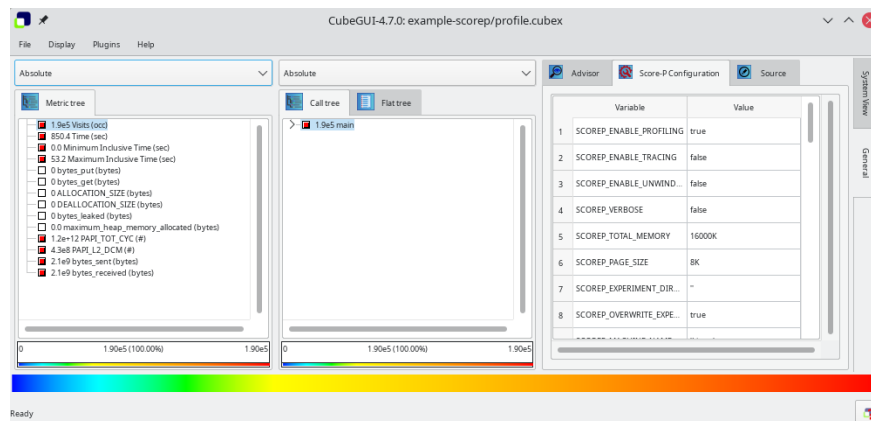 CubeGUI-4.7.0: example-scorep/profile.cubex
File Display Plugins Help
Absolute
Metric tree
1.9e5 Visits (occ)
850.4 Time (sec)
0.0 Minimum Inclusive Time (sec)
53.2 Maximum Inclusive Time (sec)
0 bytes_put (bytes)
0 bytes_get (bytes)
0 ALLOCATION_SIZE (bytes)
0 DEALLOCATION_SIZE (bytes)
0 bytes_leaked (bytes)
0.0 maximum_heap_memory_allocated (bytes)
1.2e+12 PAPI_TOT_CYC (#)
4.3e8 PAPI_L2_DCM (#)
2.1e9 bytes_sent (bytes)
2.1e9 bytes_received (bytes)
0 1.90e5 (100.00%) 1.90e5
Absolute
Call tree Flat tree
1.9e5 main
0 1.90e5 (100.00%) 1.90e5
Advisor Score-P Configuration Source
Variable Value
1 SCOREP_ENABLE_PROFILING true
2 SCOREP_ENABLE_TRACING false
3 SCOREP_ENABLE_UNWIND... false
4 SCOREP_VERBOSE false
5 SCOREP_TOTAL_MEMORY 16000K
6 SCOREP_PAGE_SIZE 8K
7 SCOREP_EXPERIMENT_DIR... ''
8 SCOREP_OVERWRITE_EXPE... true
System View
General
Ready